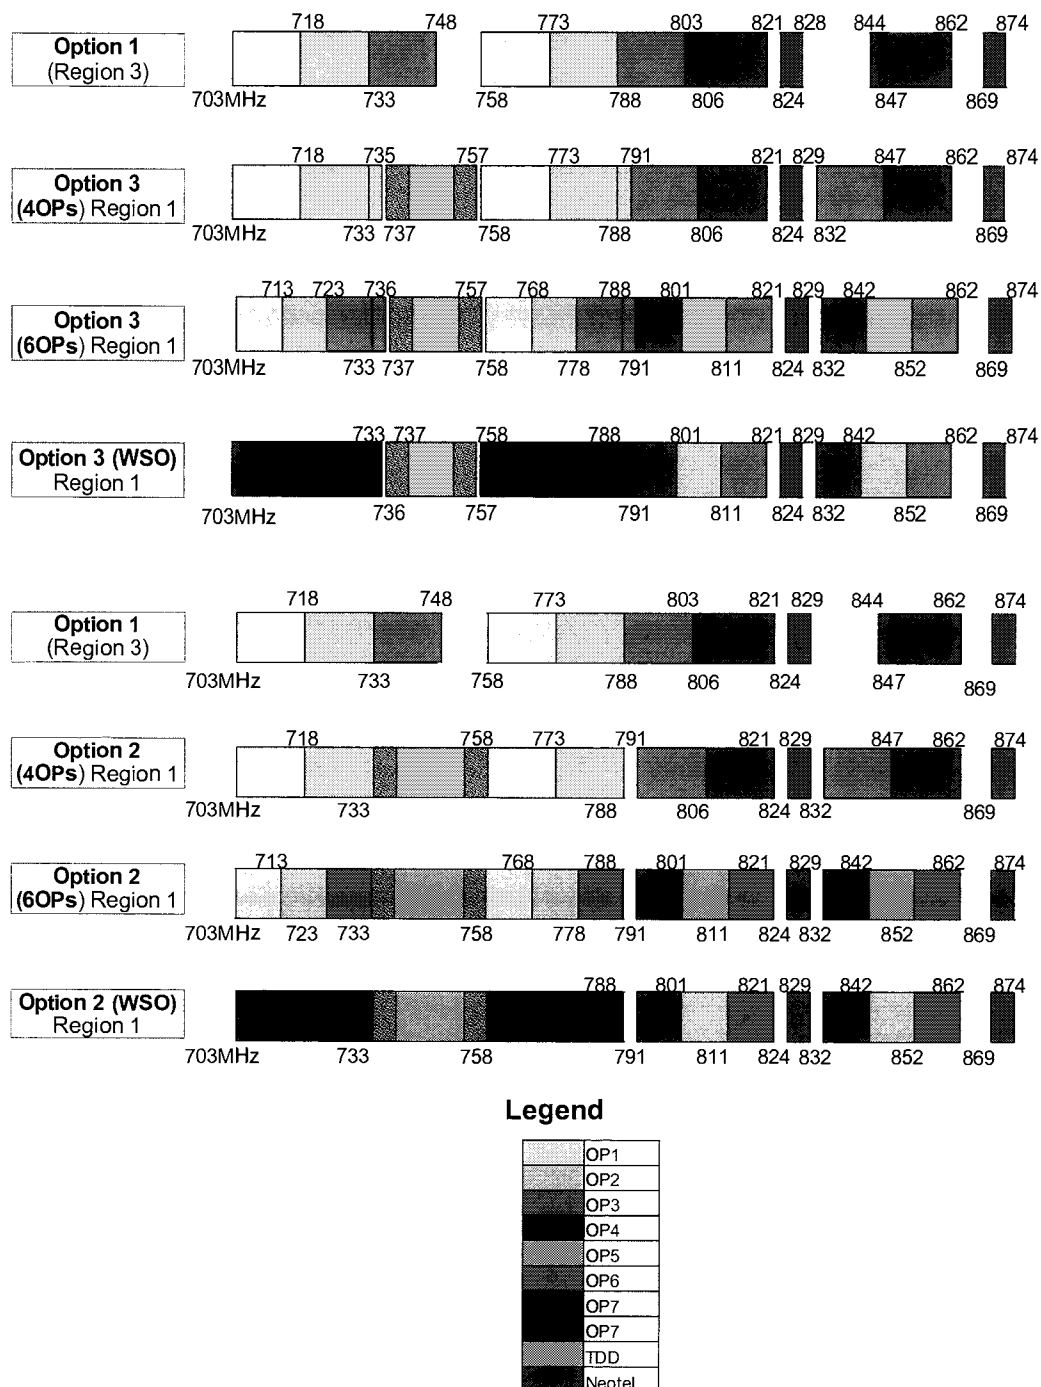 718 748 773 803 821 828 844 862 874
Option 1
(Region 3)
703MHz 733 758 788 806 824 847 869
718 735 757 773 791 821 829 847 862 874
Option 3
(4OPs) Region 1
703MHz 733 737 758 788 806 824 832 869
713 723 736 757 768 788 801 821 829 842 862 874
Option 3
(6OPs) Region 1
703MHz 733 737 758 778 791 811 824 832 852 869
733 737 758 788 801 821 829 842 862 874
Option 3 (WSO)
Region 1
703MHz 736 757 791 811 824 832 852 869
718 748 773 803 821 829 844 862 874
Option 1
(Region 3)
703MHz 733 758 788 806 824 847 869
718 758 773 791 821 829 847 862 874
Option 2
(4OPs) Region 1
703MHz 733 788 806 824 832 869
713 768 788 801 821 829 842 862 874
Option 2
(6OPs) Region 1
703MHz 723 733 758 778 791 811 824 832 852 869
788 801 821 829 842 862 874
Option 2 (WSO)
Region 1
703MHz 733 758 791 811 824 832 852 869
Legend
OP1
OP2
OP3
OP4
OP5
OP6
OP7
OP7
TDD
Neotel